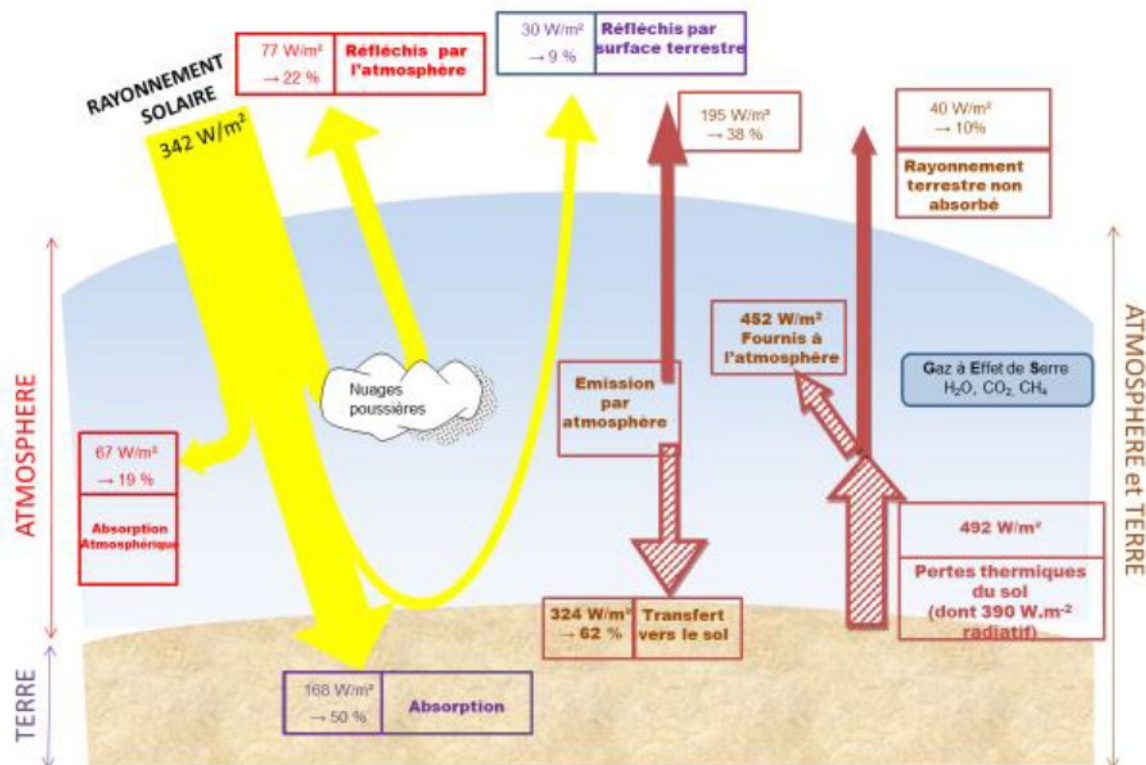 RAYONNEMENT
SOLAIRE
342 W/m²
77 W/m²
→ 22 %
Réfléchis par
l'atmosphère
30 W/m²
→ 9 %
Réfléchis par
surface terrestre
195 W/m²
→ 38 %
40 W/m²
→ 10%
Rayonnement
terrestre non
absorbé
ATMOSPHERE
TERRE
ATMOSPHERE et TERRE
Nuages
poussières
67 W/m²
→ 19 %
Absorption
Atmosphérique
Emission
par
atmosphère
452 W/m²
Fournis à
l'atmosphère
Gaz à Effet de Serre
H₂O, CO₂, CH₄
492 W/m²
Pertes thermiques
du sol
(dont 390 W.m⁻²
radiatif)
324 W/m²
→ 62 %
Transfert
vers le sol
168 W/m²
→ 50 %
Absorption